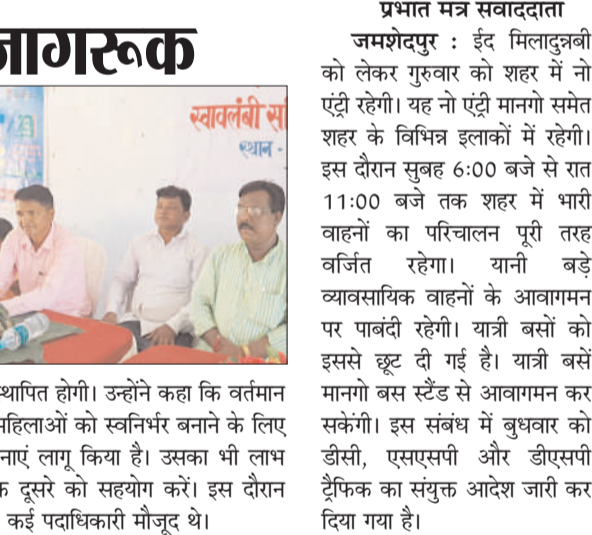 जागरूक
स्वावलंबी
स्थान -
स्थापित होगी। उन्होंने कहा कि वर्तमान
महिलाओं को स्वनिर्भर बनाने के लिए
लागू किया है। उसका भी लाभ
दूसरे को सहयोग करें। इस दौरान
कई पदाधिकारी मौजूद थे।
प्रभात मंत्र संवाददाता
जमशेदपुर : ईद मिलादुन्नबी
को लेकर गुरुवार को शहर में नो
एंट्री रहेगी। यह नो एंट्री मानगो समेत
शहर के विभिन्न इलाकों में रहेगी।
इस दौरान सुबह 6:00 बजे से रात
11:00 बजे तक शहर में भारी
वाहनों का परिचालन पूरी तरह
वर्जित रहेगा। यानी बड़े
व्यावसायिक वाहनों के आवागमन
पर पाबंदी रहेगी। यात्री बसों को
इससे छूट दी गई है। यात्री बसें
मानगो बस स्टैंड से आवागमन कर
सकेंगी। इस संबंध में बुधवार को
डीसी, एसएसपी और डीएसपी
ट्रैफिक का संयुक्त आदेश जारी कर
दिया गया है।